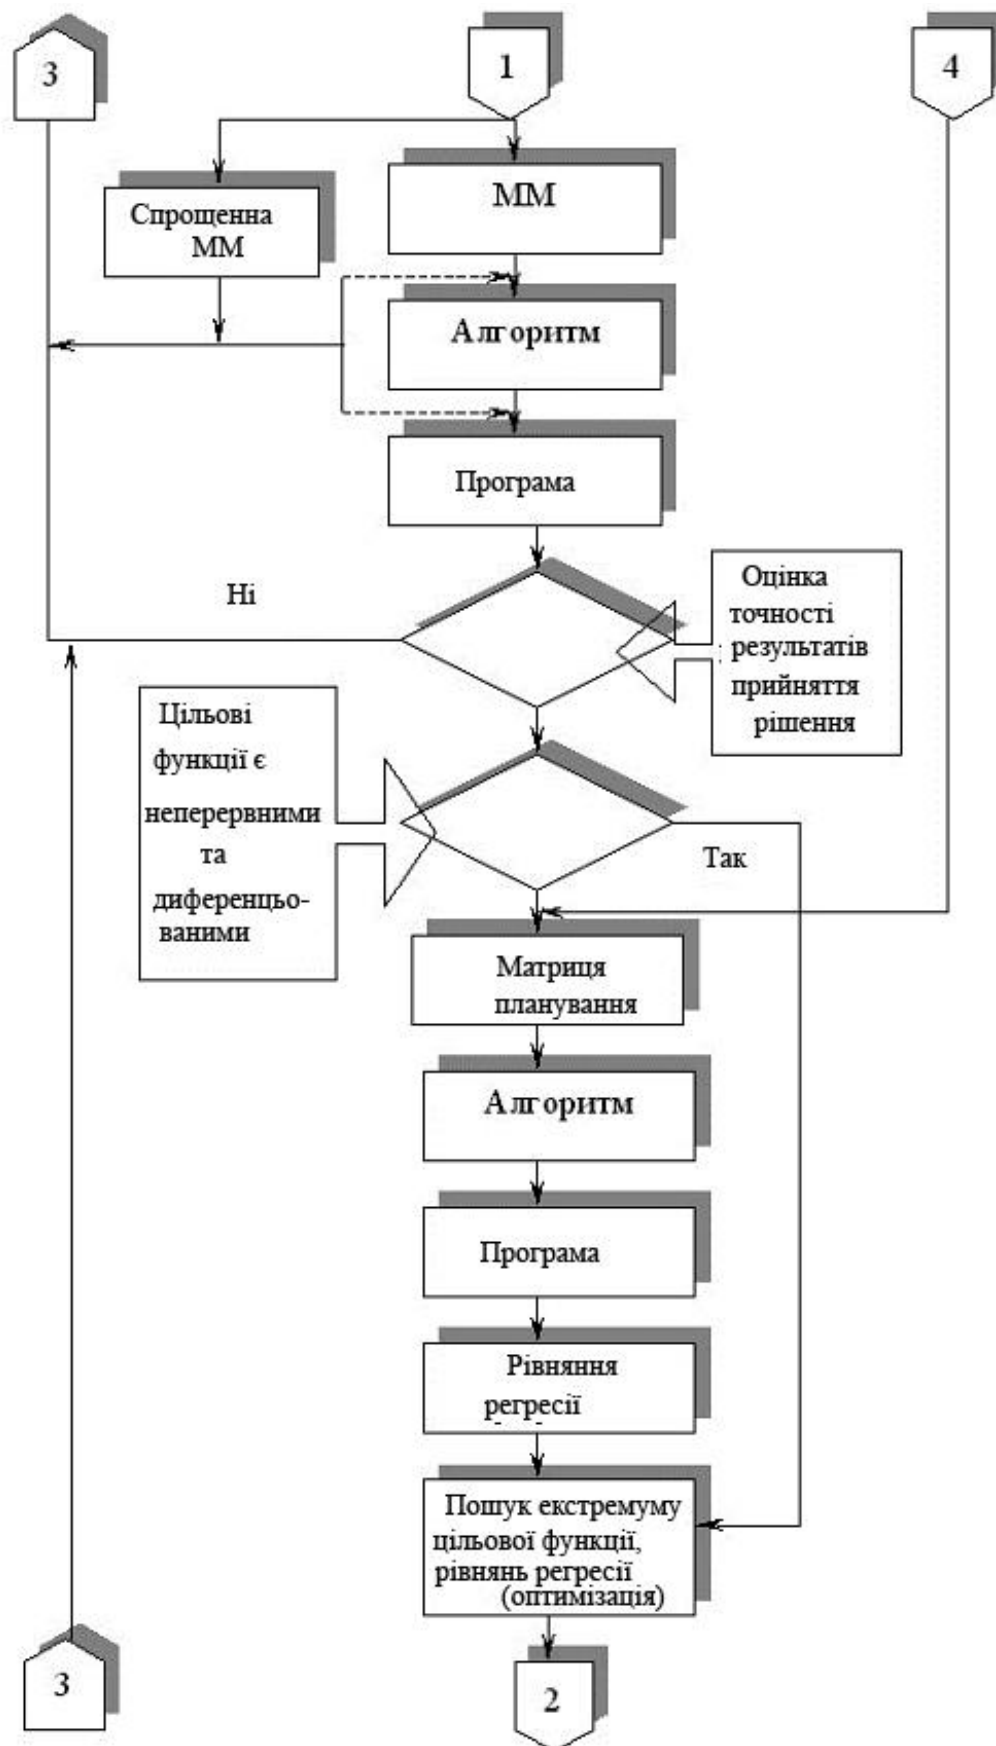 3
1
4
ММ
Спрощенна
ММ
Алгоритм
Програма
Ні
Оцінка
точності
результатів
прийняття
рішення
Цільові
функції є
неперервними
та
диференцьо-
ваними
Так
Матриця
планування
Алгоритм
Програма
Рівняння
регресії
Пошук екстремуму
цільової функції,
рівнянь регресії
(оптимізація)
3
2